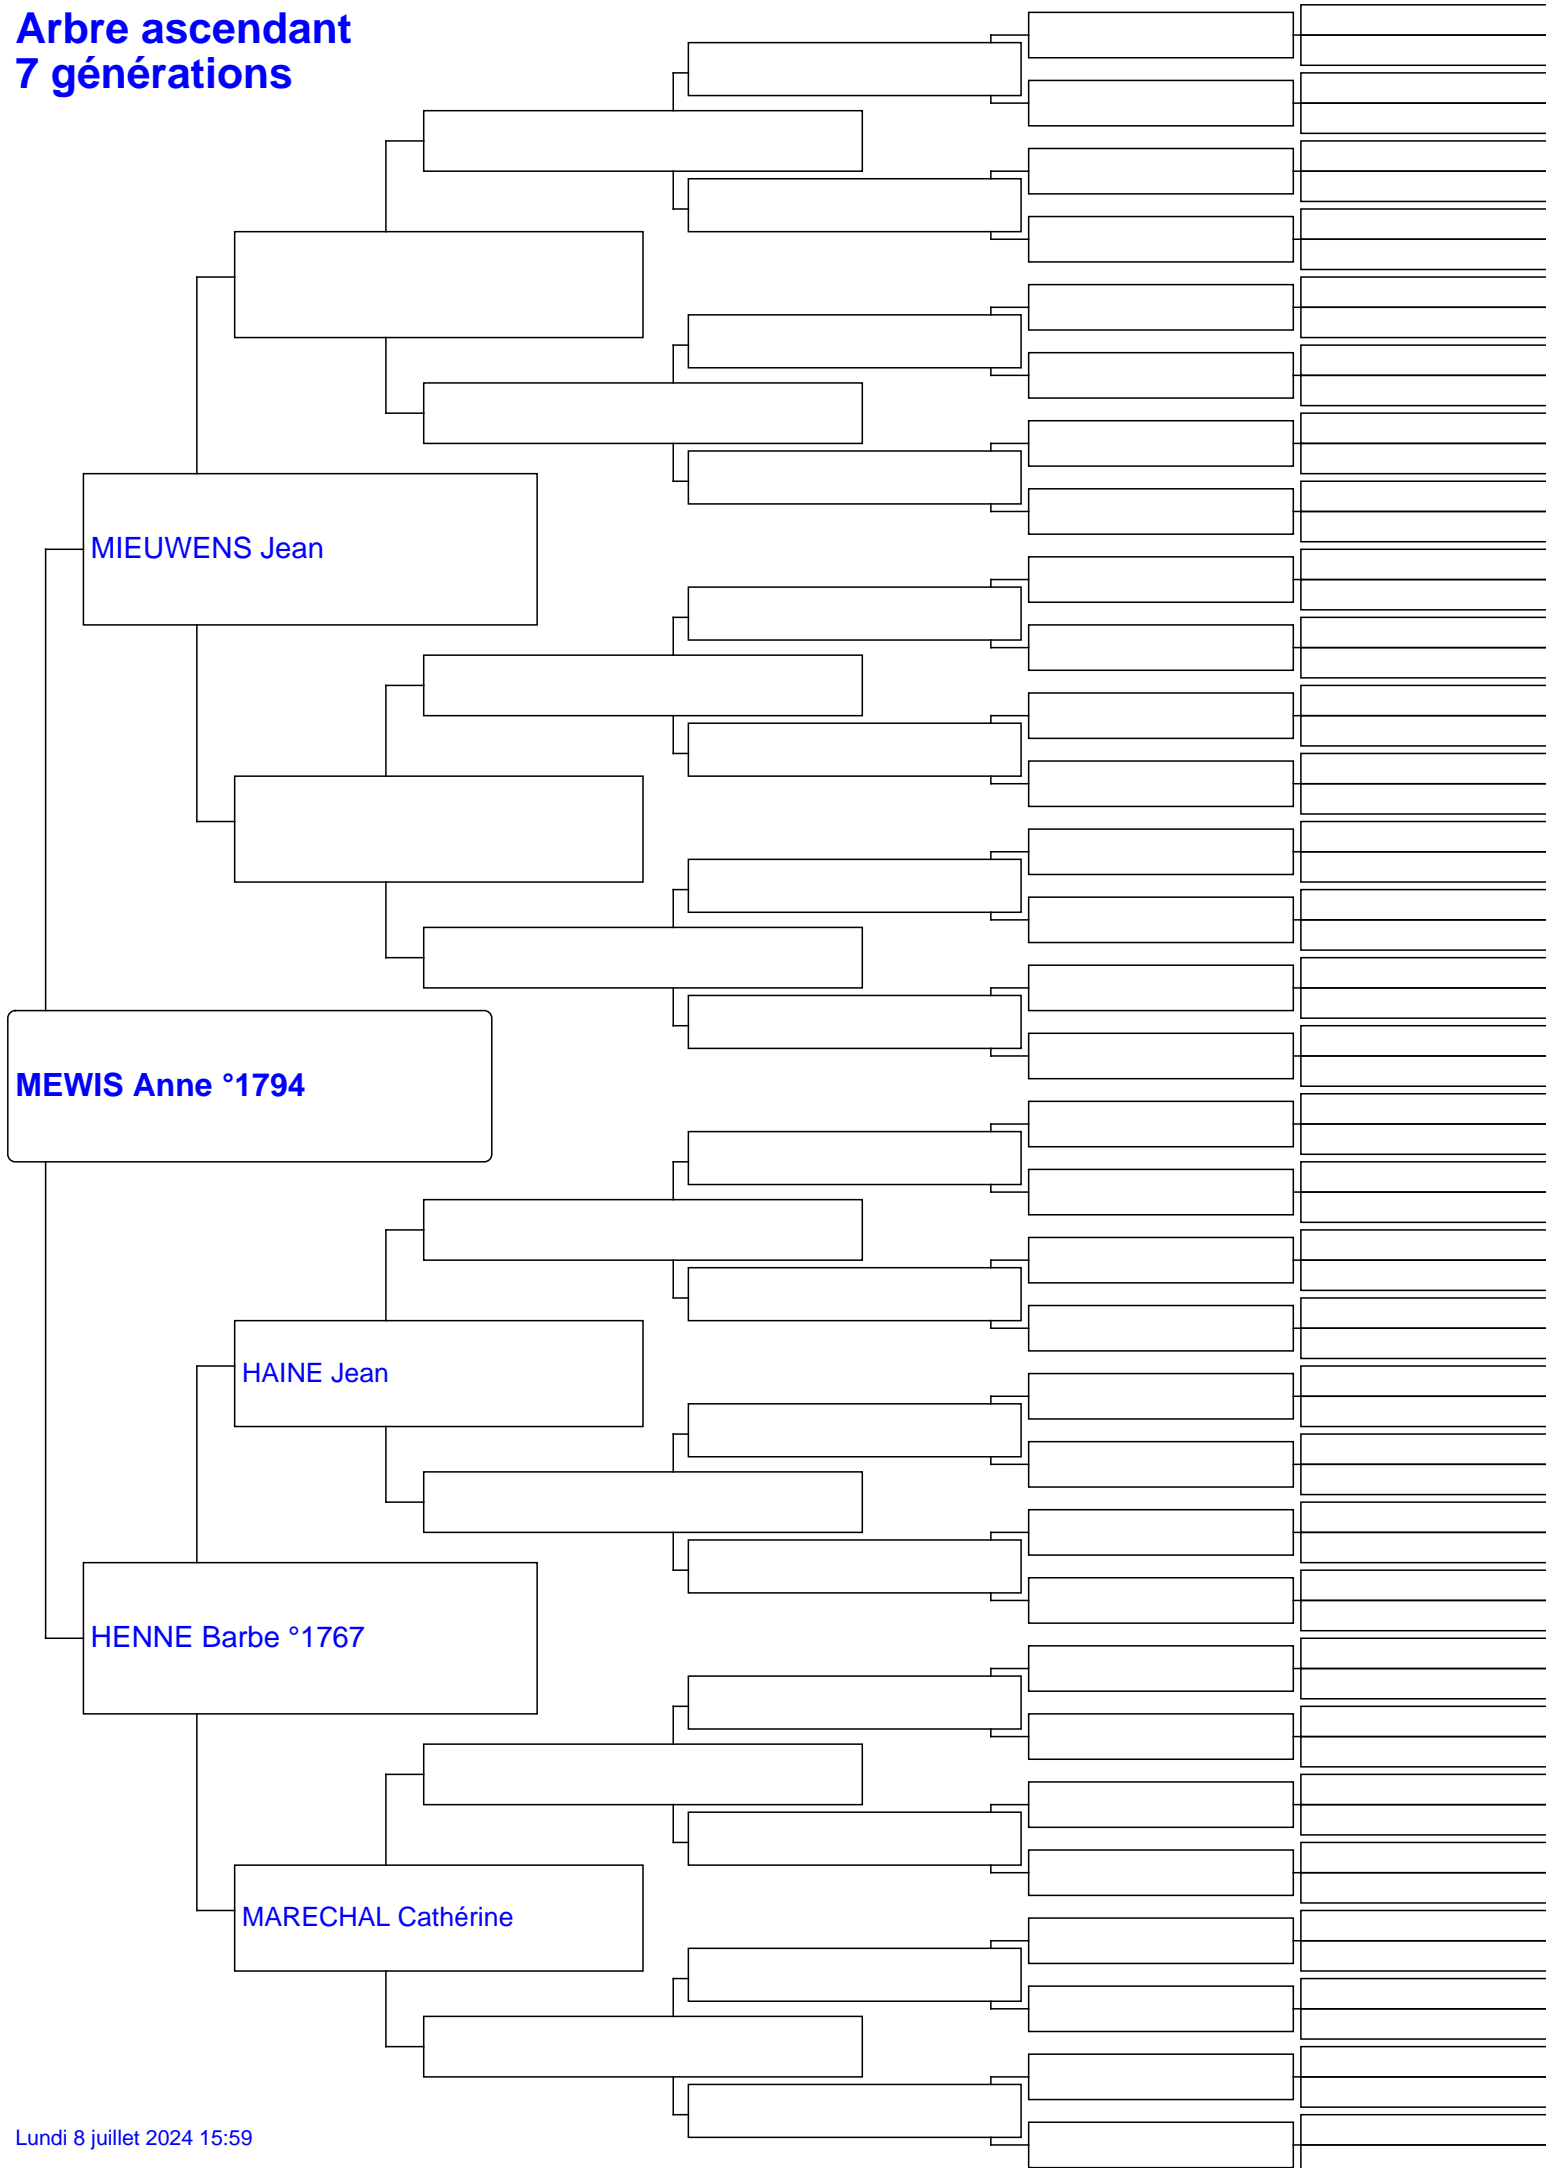 Arbre ascendant
7 générations
MIEUWENS Jean
MEWIS Anne °1794
HAINE Jean
HENNE Barbe °1767
MARECHAL Cathérine
Lundi 8 juillet 2024 15:59